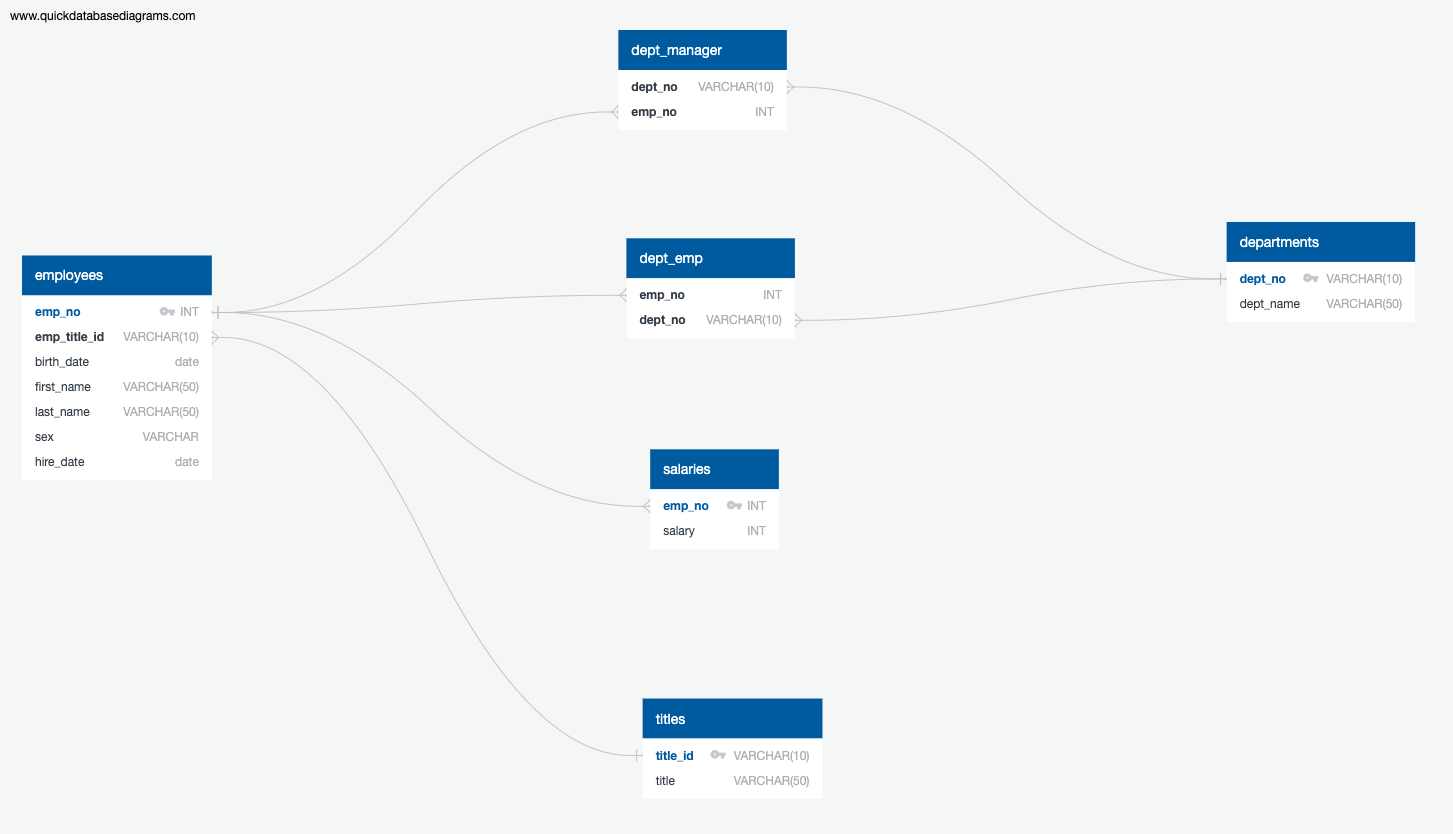 www.quickdatabasediagrams.com
dept_manager
dept_no VARCHAR(10)
emp_no INT
employees
emp_no INT
emp_title_id VARCHAR(10)
birth_date date
first_name VARCHAR(50)
last_name VARCHAR(50)
sex VARCHAR
hire_date date
dept_emp
emp_no INT
dept_no VARCHAR(10)
departments
dept_no VARCHAR(10)
dept_name VARCHAR(50)
salaries
emp_no INT
salary INT
titles
title_id VARCHAR(10)
title VARCHAR(50)